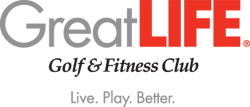 GreatLIFE®
Golf & Fitness Club
Live. Play. Better.